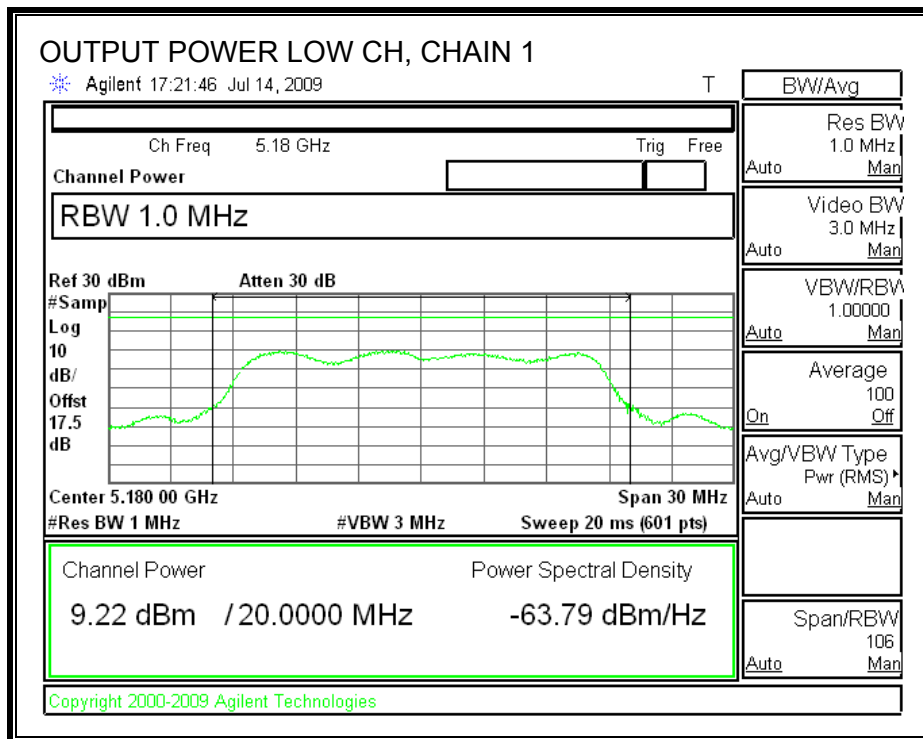 OUTPUT POWER LOW CH, CHAIN 1
Agilent 17:21:46 Jul 14, 2009 T
BW/Avg
Ch Freq 5.18 GHz Trig Free
Channel Power
RBW 1.0 MHz
Ref 30 dBm Atten 30 dB
#Samp
Log
10
dB/
Offst
17.5
dB
Center 5.180 00 GHz Span 30 MHz
#Res BW 1 MHz #VBW 3 MHz Sweep 20 ms (601 pts)
Channel Power Power Spectral Density
9.22 dBm / 20.0000 MHz -63.79 dBm/Hz
Copyright 2000-2009 Agilent Technologies
Res BW
1.0 MHz
Auto Man
Video BW
3.0 MHz
Auto Man
VBW/RBW
1.00000
Auto Man
Average
100
On Off
Avg/VBW Type
Pwr (RMS)
Auto Man
Span/RBW
106
Auto Man